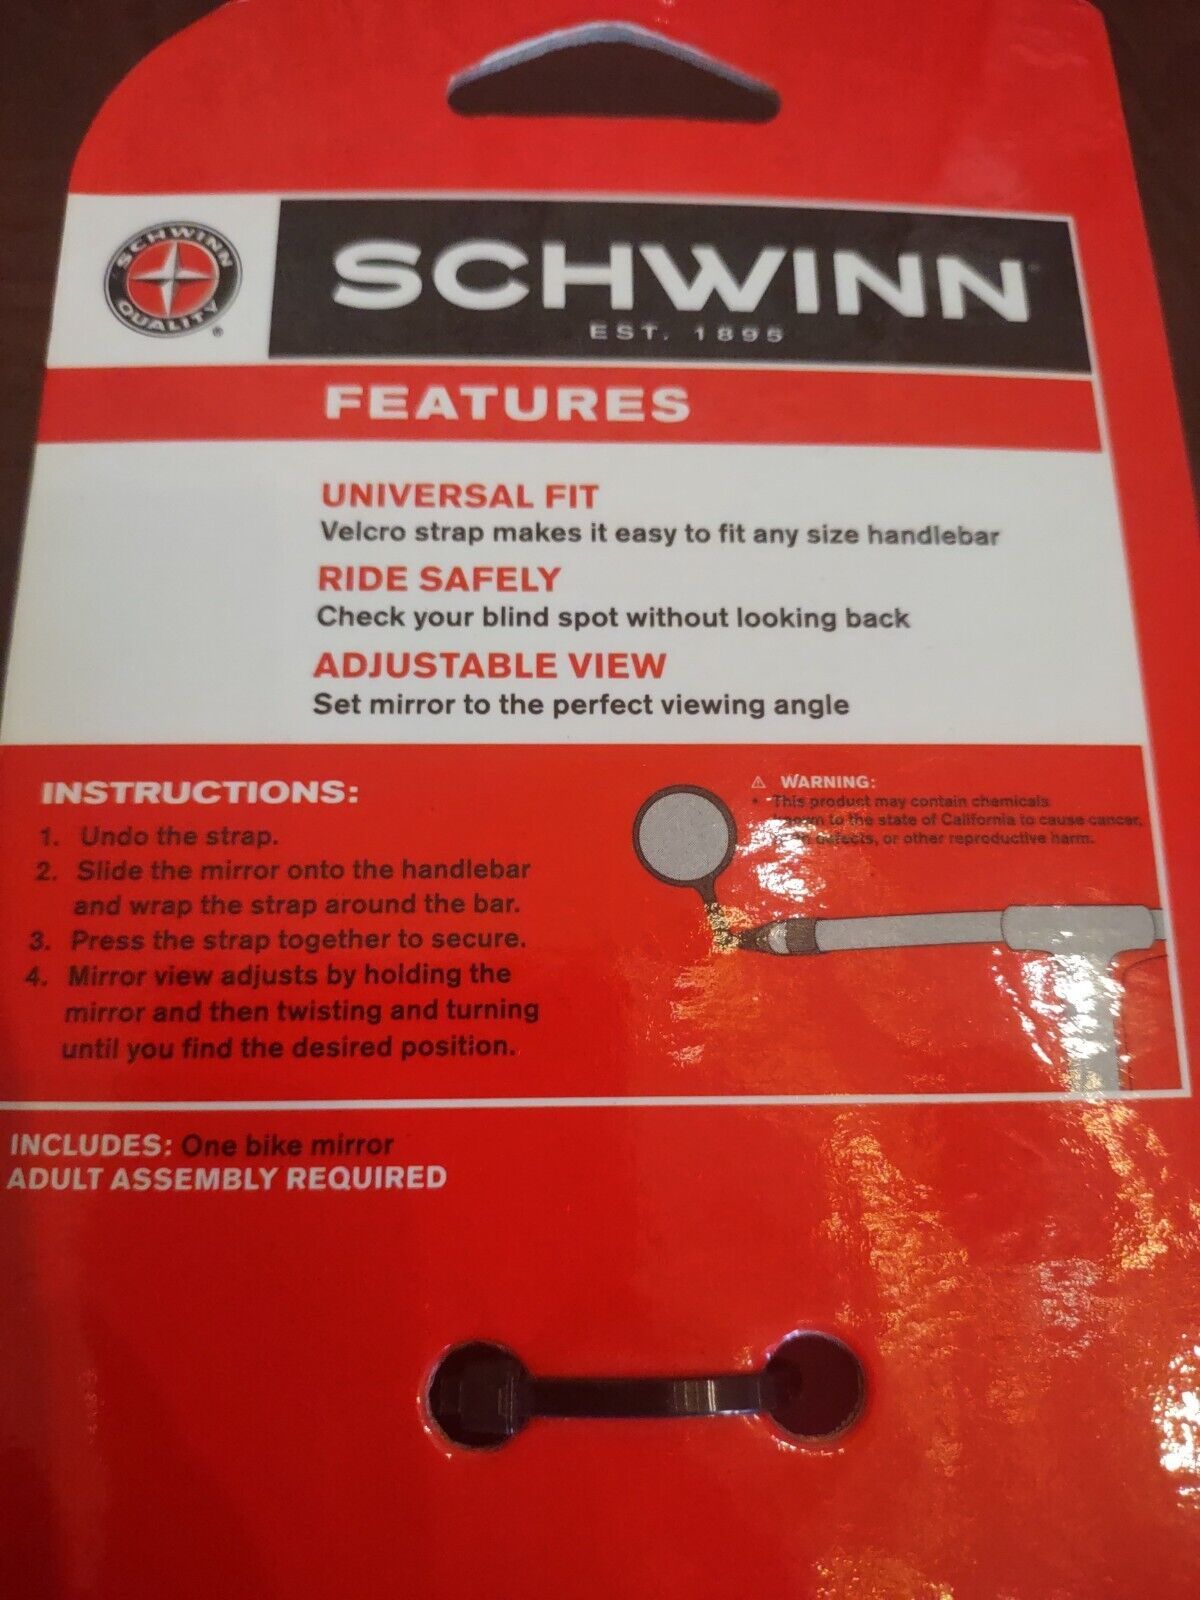 SCHWINN
QUALITY
®
SCHWINN
EST. 1895
FEATURES
UNIVERSAL FIT
Velcro strap makes it easy to fit any size handlebar
RIDE SAFELY
Check your blind spot without looking back
ADJUSTABLE VIEW
Set mirror to the perfect viewing angle
INSTRUCTIONS:
1. Undo the strap.
2. Slide the mirror onto the handlebar
and wrap the strap around the bar.
3. Press the strap together to secure.
4. Mirror view adjusts by holding the
mirror and then twisting and turning
until you find the desired position.
⚠ WARNING:
• This product may contain chemicals
known to the state of California to cause cancer,
defects, or other reproductive harm.
INCLUDES: One bike mirror
ADULT ASSEMBLY REQUIRED